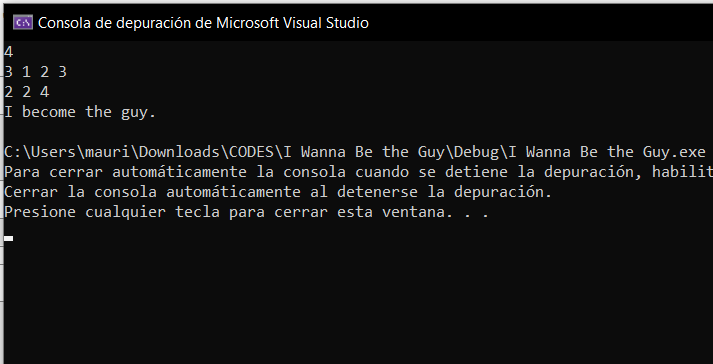 C:\ Consola de depuración de Microsoft Visual Studio
4
3 1 2 3
2 2 4
I become the guy.
C:\Users\mauri\Downloads\CODES\I Wanna Be the Guy\Debug\I Wanna Be the Guy.exe
Para cerrar automáticamente la consola cuando se detiene la depuración, habilit
Cerrar la consola automáticamente al detenerse la depuración.
Presione cualquier tecla para cerrar esta ventana. . .